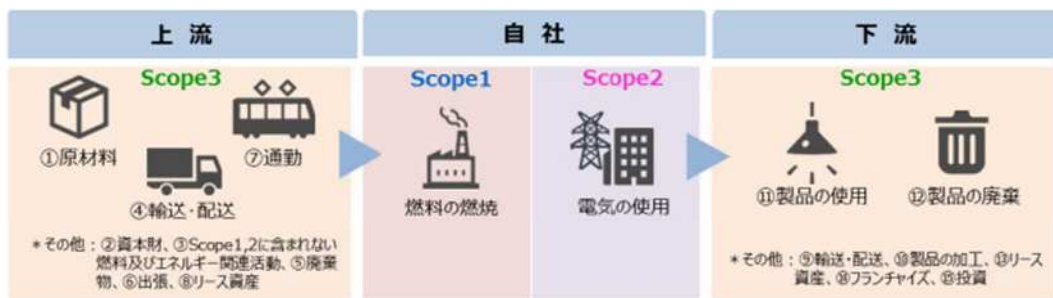 上流
自社
下流
Scope3
Scope1
Scope2
Scope3
①原材料
⑦通勤
④輸送・配送
燃料の燃焼
電気の使用
⑪製品の使用
⑫製品の廃棄
＊その他：②資本財、③Scope1,2に含まれない
燃料及びエネルギー関連活動、⑤廃棄
物、⑥出張、⑧リース資産
＊その他：⑨輸送・配送、⑩製品の加工、⑬リース
資産、⑭フランチャイズ、⑮投資